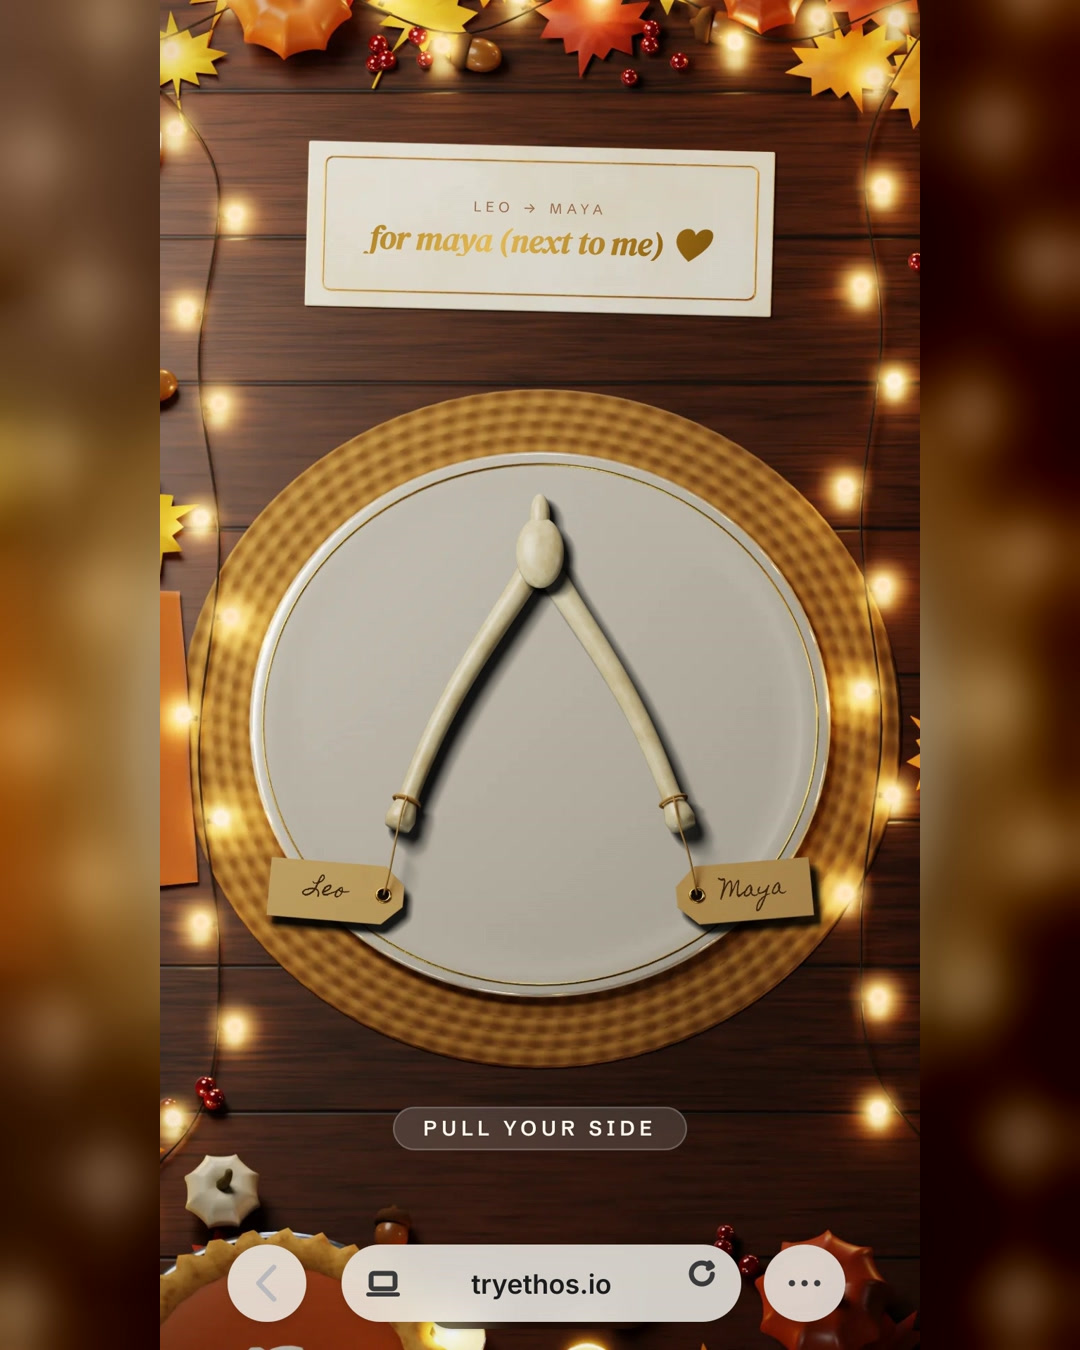 LEO → MAYA
for maya (next to me) ♥
Leo
Maya
PULL YOUR SIDE
tryethos.io